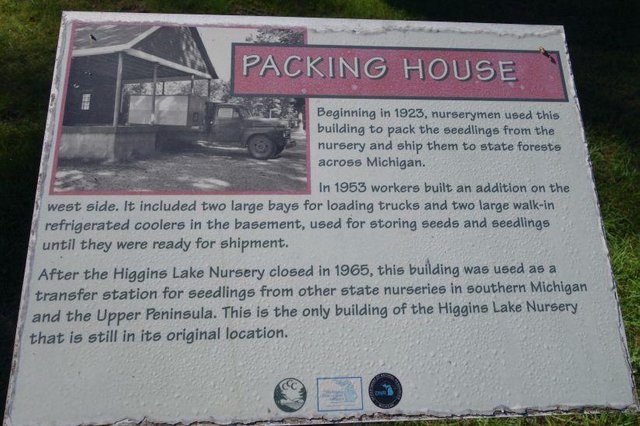 PACKING HOUSE
Beginning in 1923, nurserymen used this
building to pack the seedlings from the
nursery and ship them to state forests
across Michigan.
In 1953 workers built an addition on the
west side. It included two large bays for loading trucks and two large walk-in
refrigerated coolers in the basement, used for storing seeds and seedlings
until they were ready for shipment.
After the Higgins Lake Nursery closed in 1965, this building was used as a
transfer station for seedlings from other state nurseries in southern Michigan
and the Upper Peninsula. This is the only building of the Higgins Lake Nursery
that is still in its original location.
CCC
DNR